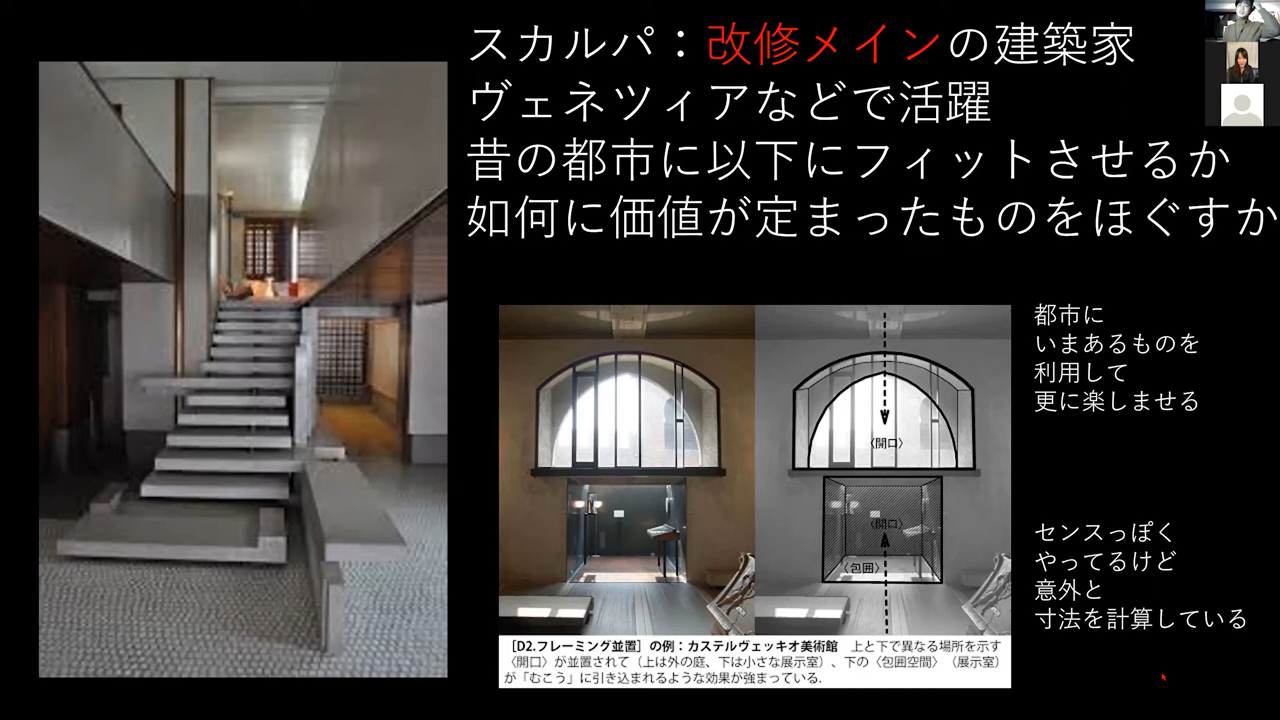 スカルパ：改修メインの建築家
ヴェネツィアなどで活躍
昔の都市に以下にフィットさせるか
如何に価値が定まったものをほぐすか
都市に
いまあるものを
利用して
更に楽しませる
〈開口〉
〈開口〉
〈包囲〉
センスっぽく
やってるけど
意外と
寸法を計算している
［D2.フレーミング並置］の例：カステルヴェッキオ美術館　上と下で異なる場所を示す
〈開口〉が並置されて（上は外の庭、下は小さな展示室）、下の〈包囲空間〉（展示室）
が「むこう」に引き込まれるような効果が強まっている.